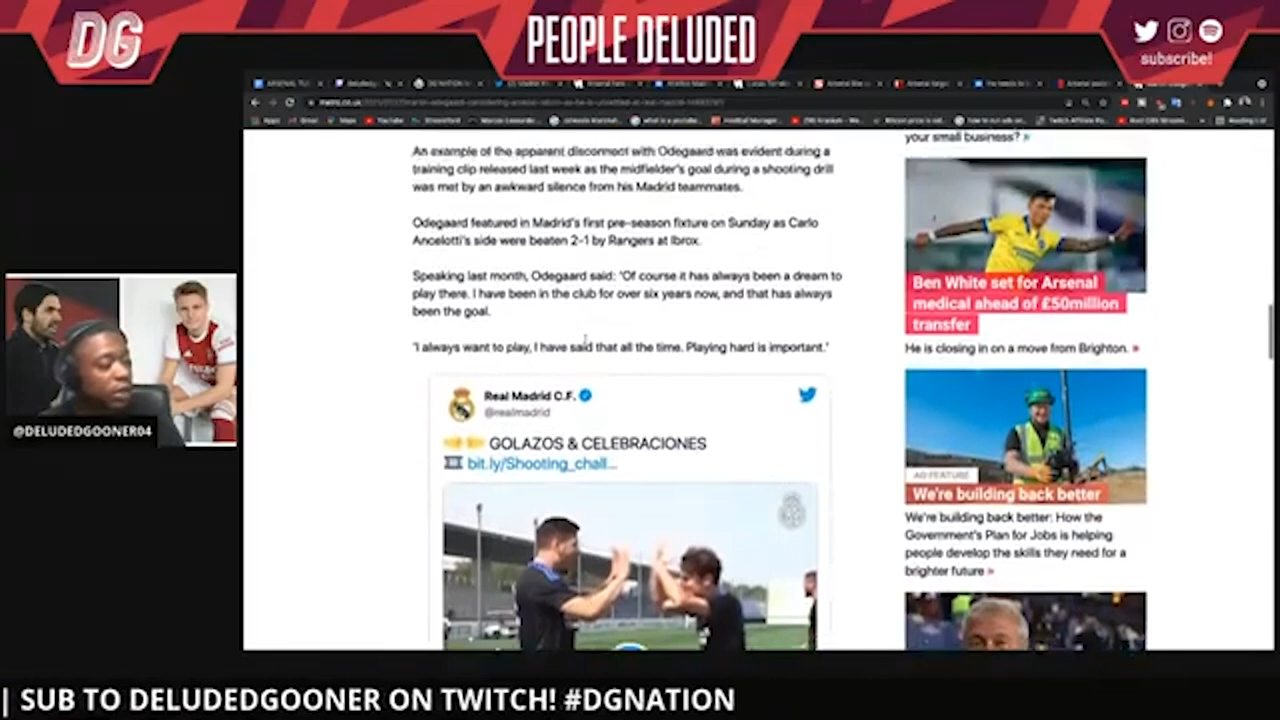 DG
PEOPLE DELUDED
subscribe!
YouTube
your small business? »
An example of the apparent disconnect with Odegaard was evident during a
training clip released last week as the midfielder's goal during a shooting drill
was met by an awkward silence from his Madrid teammates.
Odegaard featured in Madrid's first pre-season fixture on Sunday as Carlo
Ancelotti's side were beaten 2-1 by Rangers at Ibrox.
Speaking last month, Odegaard said: 'Of course it has always been a dream to
play there. I have been in the club for over six years now, and that has always
been the goal.
'I always want to play, I have said that all the time. Playing hard is important.'
Real Madrid C.F.
@realmadrid
GOLAZOS & CELEBRACIONES
bit.ly/Shooting_chall...
Ben White set for Arsenal
medical ahead of £50million
transfer
He is closing in on a move from Brighton. »
AD FEATURE
We're building back better
We're building back better: How the
Government's Plan for Jobs is helping
people develop the skills they need for a
brighter future »
@DELUDEDGOONER04
| SUB TO DELUDEDGOONER ON TWITCH! #DGNATION